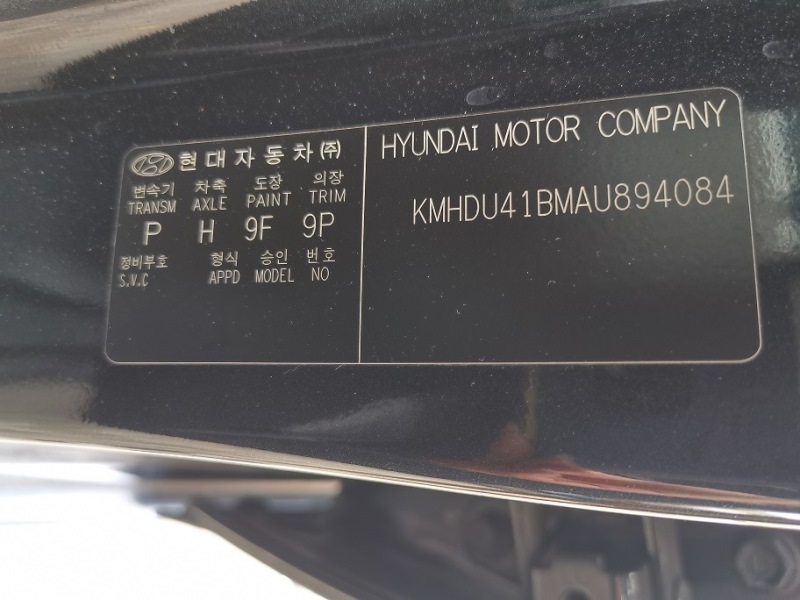 현대자동차(주)
변속기 차축 도장 의장
TRANSM AXLE PAINT TRIM
P H 9F 9P
정비부호 형식 승인 번호
S.V.C APPD MODEL NO
HYUNDAI MOTOR COMPANY
KMHDU41BMAU894084